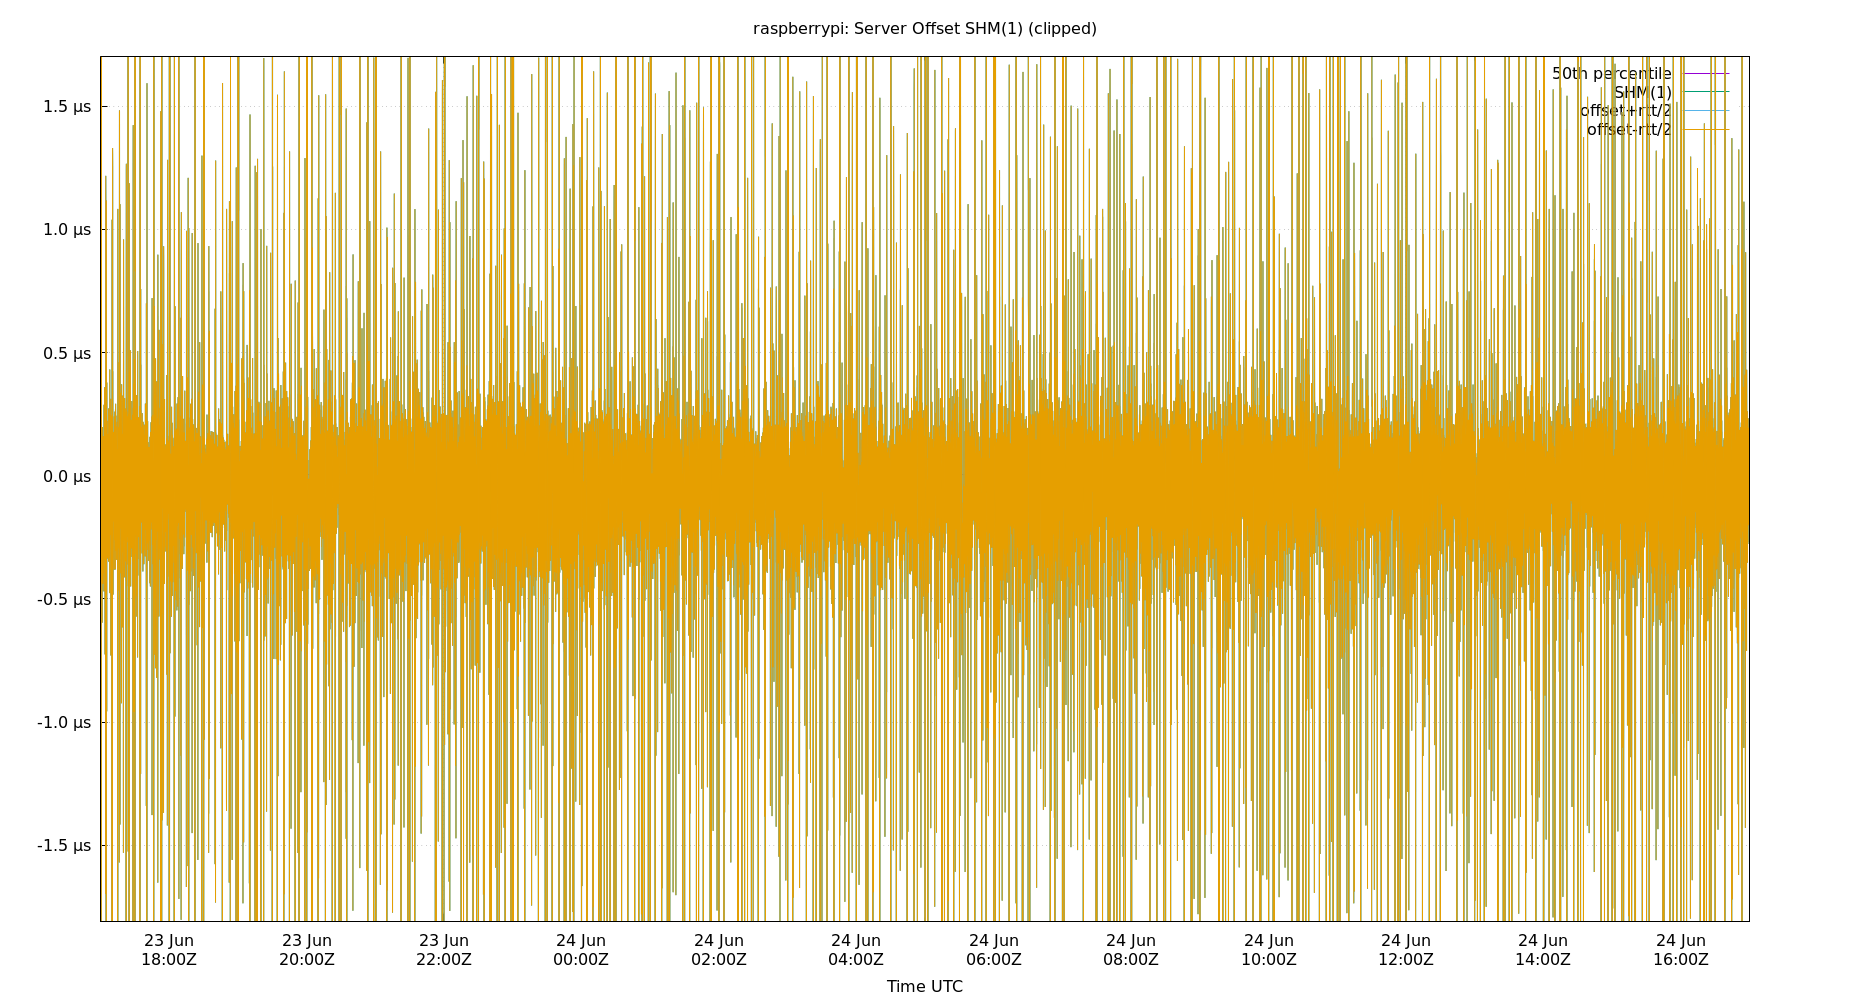 raspberrypi: Server Offset SHM(1) (clipped)
50th percentile
SHM(1)
offset+rtt/2
offset-rtt/2
1.5 µs
1.0 µs
0.5 µs
0.0 µs
-0.5 µs
-1.0 µs
-1.5 µs
23 Jun 23 Jun 23 Jun 24 Jun 24 Jun 24 Jun 24 Jun 24 Jun 24 Jun 24 Jun 24 Jun 24 Jun
18:00Z 20:00Z 22:00Z 00:00Z 02:00Z 04:00Z 06:00Z 08:00Z 10:00Z 12:00Z 14:00Z 16:00Z
Time UTC